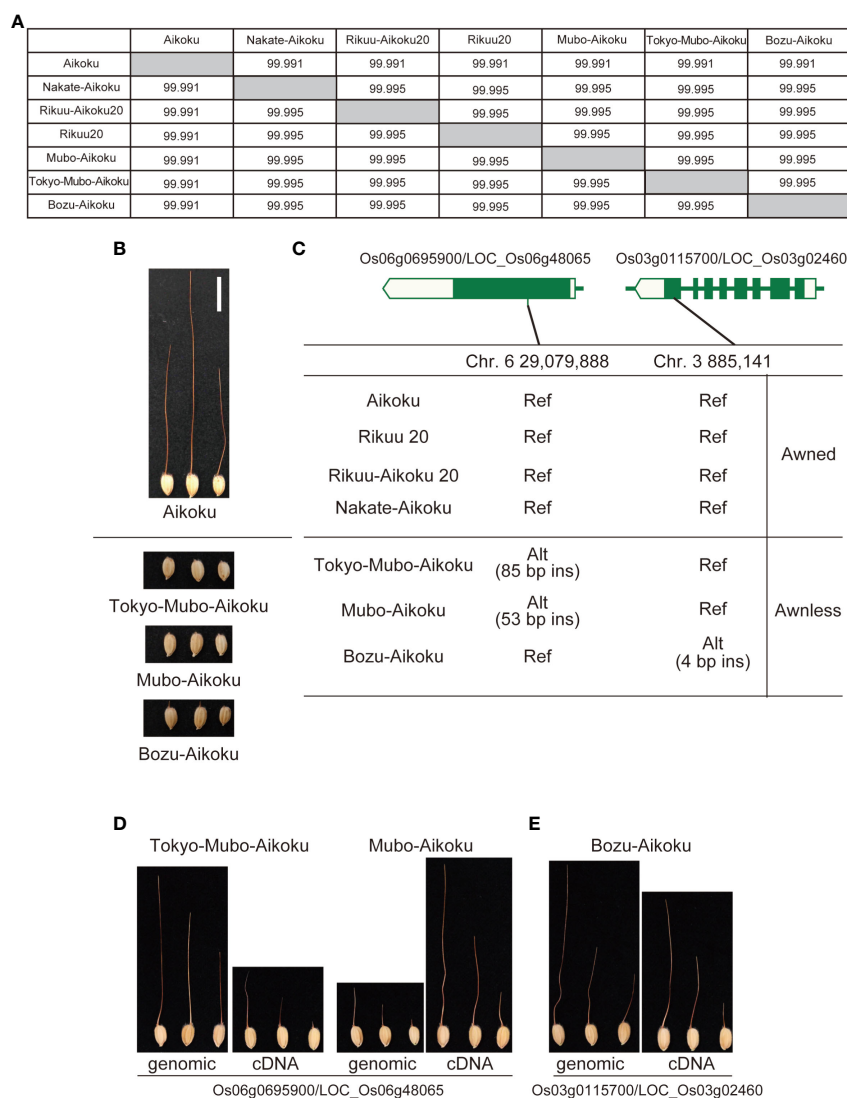 A
Aikoku Nakate-Aikoku Rikuu-Aikoku20 Rikuu20 Mubo-Aikoku Tokyo-Mubo-Aikoku Bozu-Aikoku
Aikoku 99.991 99.991 99.991 99.991 99.991 99.991
Nakate-Aikoku 99.991 99.995 99.995 99.995 99.995 99.995
Rikuu-Aikoku20 99.991 99.995 99.995 99.995 99.995 99.995
Rikuu20 99.991 99.995 99.995 99.995 99.995 99.995
Mubo-Aikoku 99.991 99.995 99.995 99.995 99.995 99.995
Tokyo-Mubo-Aikoku 99.991 99.995 99.995 99.995 99.995 99.995
Bozu-Aikoku 99.991 99.995 99.995 99.995 99.995 99.995
B
Aikoku
Tokyo-Mubo-Aikoku
Mubo-Aikoku
Bozu-Aikoku
C
Os06g0695900/LOC_Os06g48065 Os03g0115700/LOC_Os03g02460
Chr. 6 29,079,888 Chr. 3 885,141
Aikoku Ref Ref
Rikuu 20 Ref Ref
Rikuu-Aikoku 20 Ref Ref
Nakate-Aikoku Ref Ref
Awned
Tokyo-Mubo-Aikoku Alt Ref
(85 bp ins)
Mubo-Aikoku Alt Ref
(53 bp ins)
Bozu-Aikoku Ref Alt
(4 bp ins)
Awnless
D
Tokyo-Mubo-Aikoku Mubo-Aikoku
genomic cDNA genomic cDNA
Os06g0695900/LOC_Os06g48065
E
Bozu-Aikoku
genomic cDNA
Os03g0115700/LOC_Os03g02460